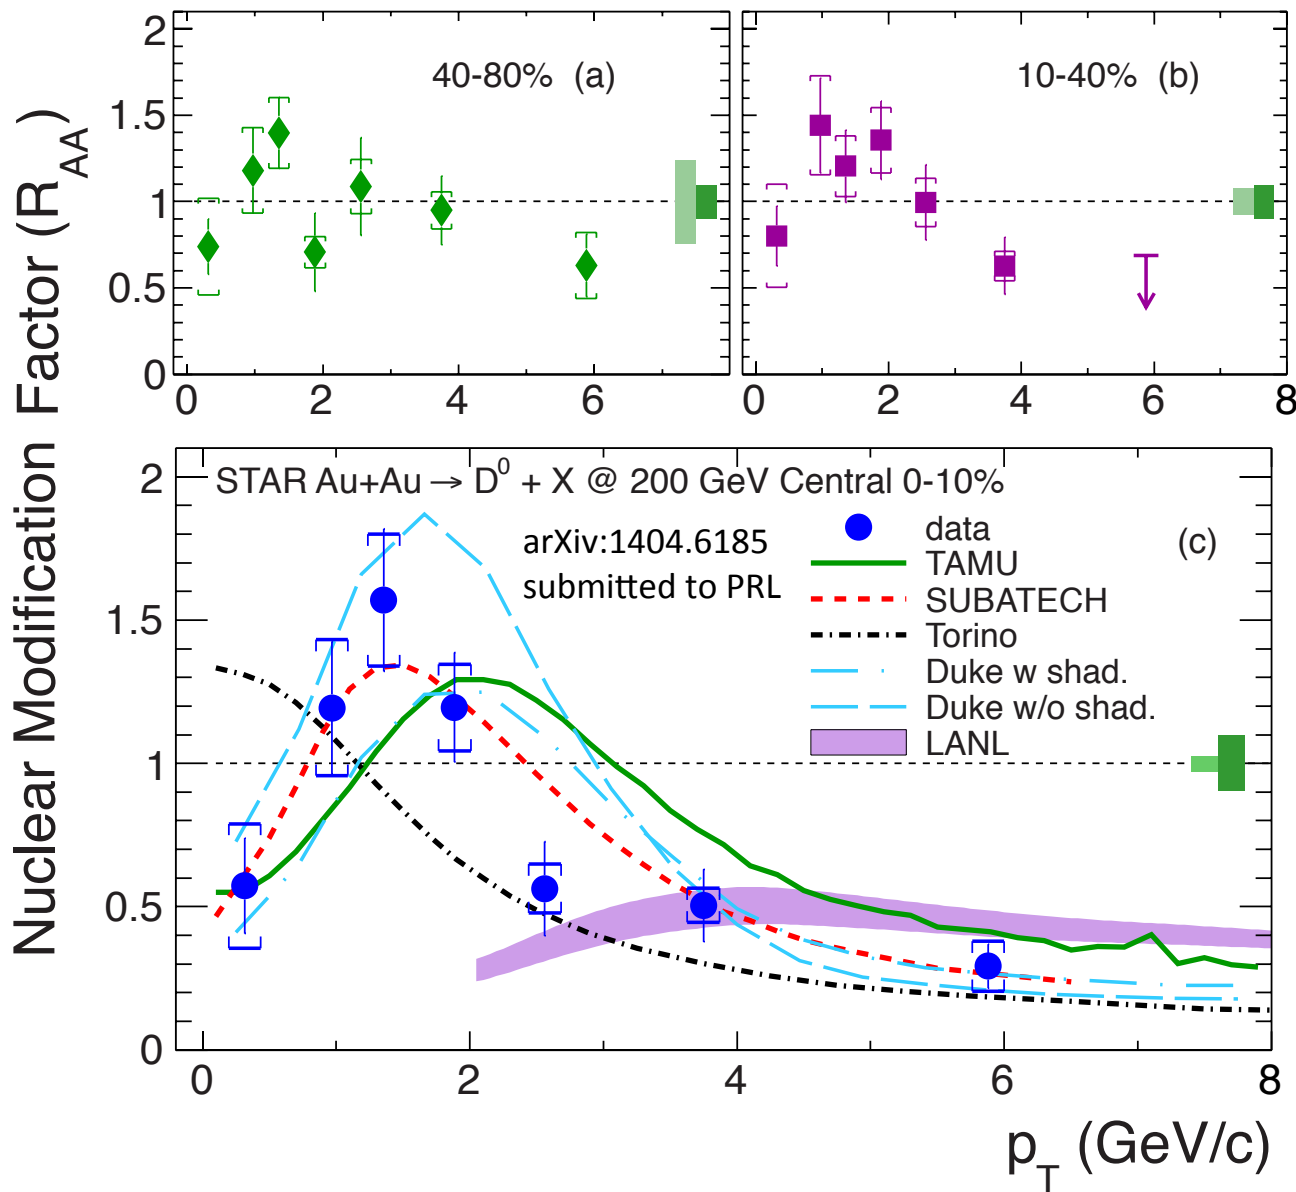 Nuclear Modification Factor (R_AA)
40-80% (a)
10-40% (b)
2
1.5
1
0.5
0
0 2 4 6
0 2 4 6 8
STAR Au+Au → D⁰ + X @ 200 GeV Central 0-10%
arXiv:1404.6185
submitted to PRL
(c)
data
TAMU
SUBATECH
Torino
Duke w shad.
Duke w/o shad.
LANL
2
1.5
1
0.5
0
0 2 4 6 8
p_T (GeV/c)